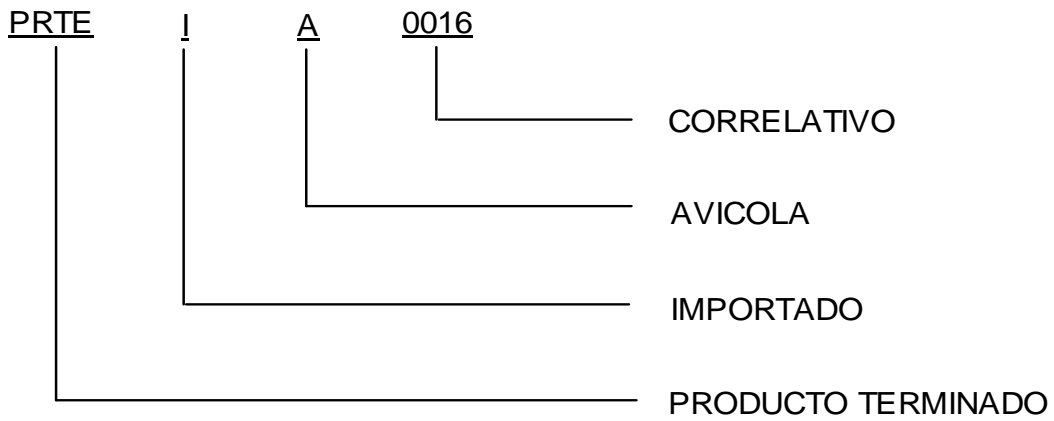 PRTE I A 0016
CORRELATIVO
AVICOLA
IMPORTADO
PRODUCTO TERMINADO